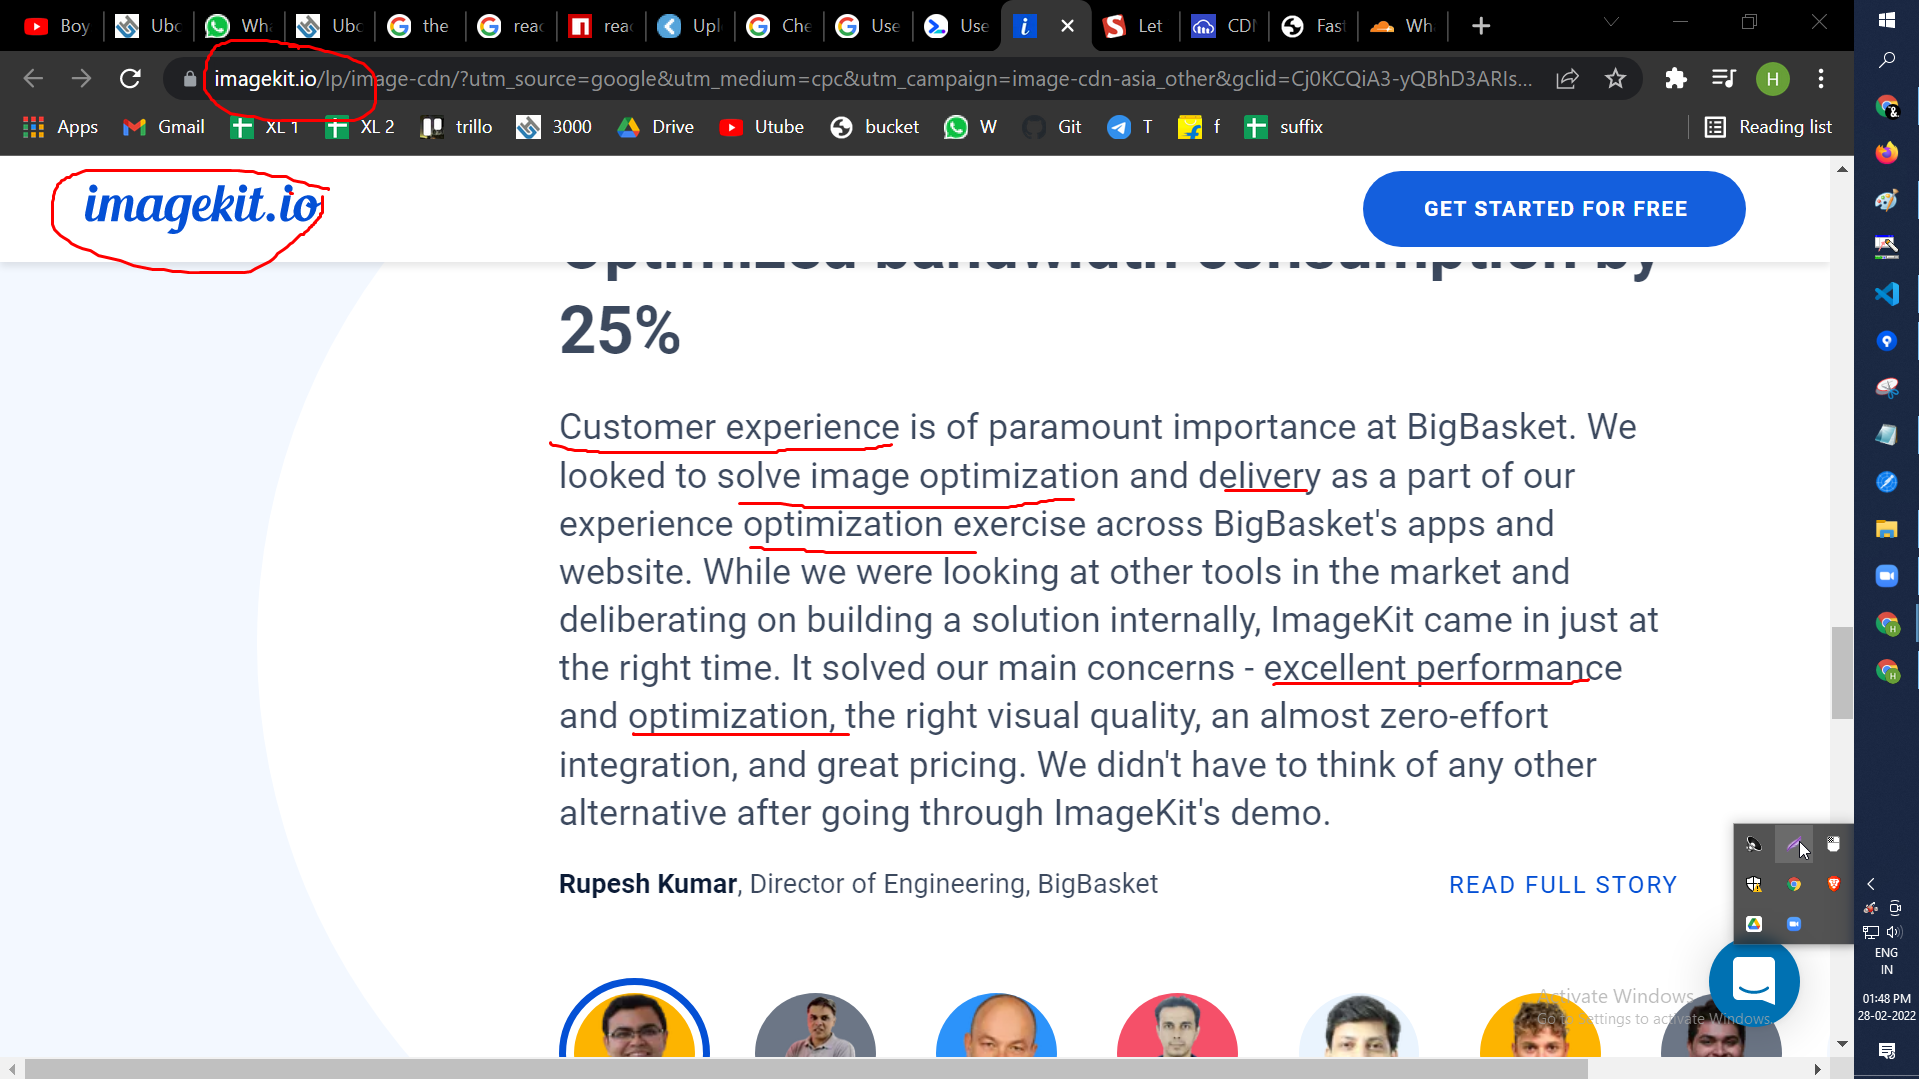 Boy
Ubc
Wha
Ubc
the
reac
reac
Upl
Che
Use
Use
Let
CDN
Fast
Wh
imagekit.io/lp/image-cdn/?utm_source=google&utm_medium=cpc&utm_campaign=image-cdn-asia_other&gclid=Cj0KCQiA3-yQBhD3ARIs...
H
Apps
Gmail
XL 1
XL 2
trillo
3000
Drive
Utube
bucket
W
Git
T
f
suffix
Reading list
imagekit.io
GET STARTED FOR FREE
Optimized bandwidth consumption by
25%
Customer experience is of paramount importance at BigBasket. We
looked to solve image optimization and delivery as a part of our
experience optimization exercise across BigBasket's apps and
website. While we were looking at other tools in the market and
deliberating on building a solution internally, ImageKit came in just at
the right time. It solved our main concerns - excellent performance
and optimization, the right visual quality, an almost zero-effort
integration, and great pricing. We didn't have to think of any other
alternative after going through ImageKit's demo.
Rupesh Kumar, Director of Engineering, BigBasket
READ FULL STORY
Activate Windows
Go to Settings to activate Windows.
ENG
IN
01:48 PM
28-02-2022